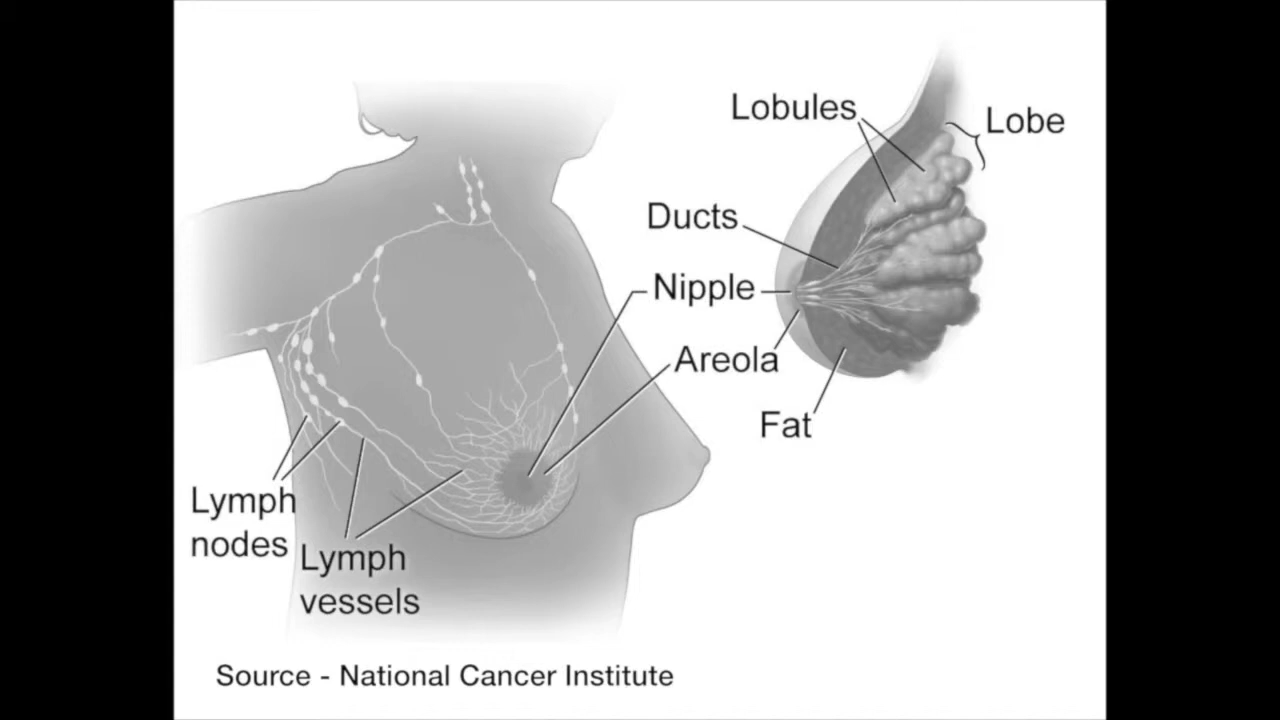 Lobules
Lobe
Ducts
Nipple
Areola
Fat
Lymph
nodes
Lymph
vessels
Source - National Cancer Institute